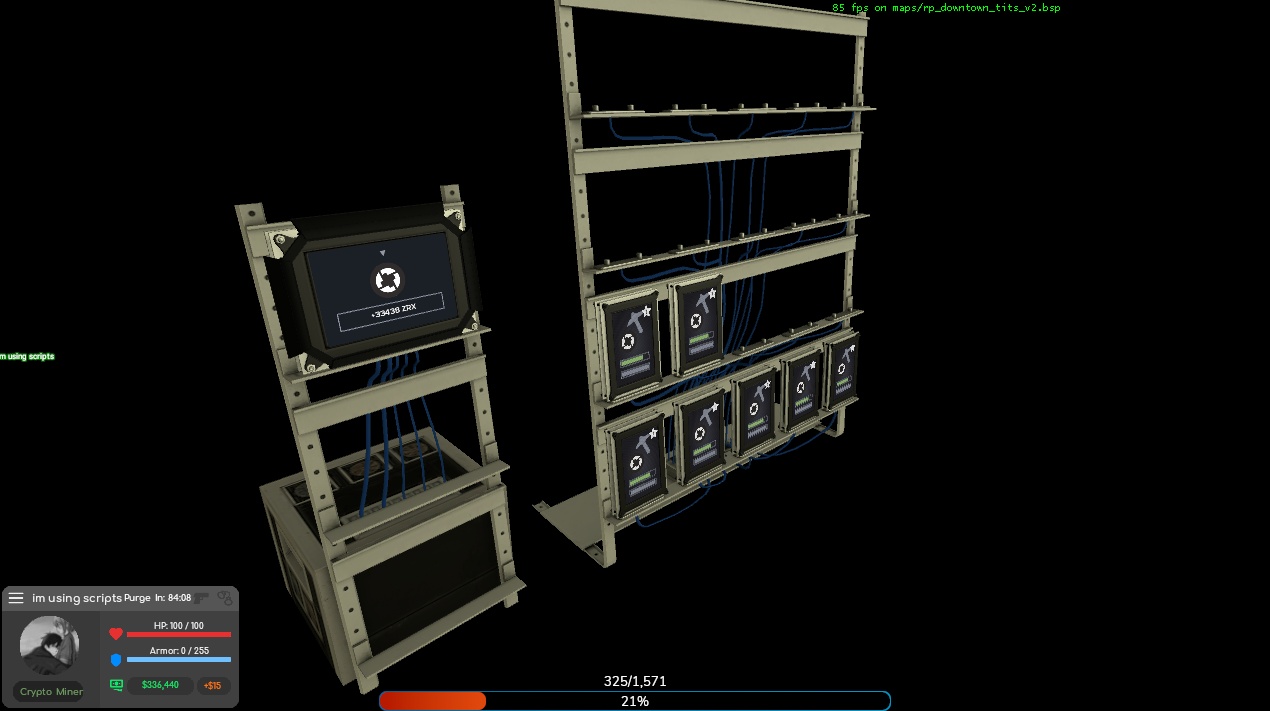 85 fps on maps/rp_downtown_tits_v2.bsp
+33438 ZRX
m using scripts
im using scripts Purge In: 84:08
HP: 100 / 100
Armor: 0 / 255
Crypto Miner
$336,440
+$15
325/1,571
21%